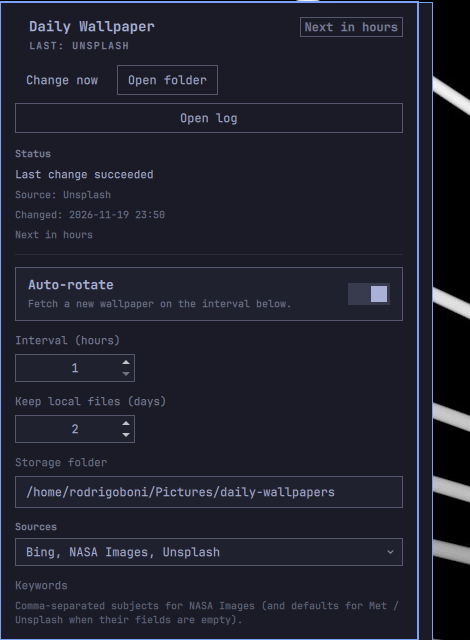 Daily Wallpaper
Next in hours
LAST: UNSPLASH
Change now
Open folder
Open log
Status
Last change succeeded
Source: Unsplash
Changed: 2026-11-19 23:50
Next in hours
Auto-rotate
Fetch a new wallpaper on the interval below.
Interval (hours)
1
Keep local files (days)
2
Storage folder
/home/rodrigoboni/Pictures/daily-wallpapers
Sources
Bing, NASA Images, Unsplash
Keywords
Comma-separated subjects for NASA Images (and defaults for Met /
Unsplash when their fields are empty).